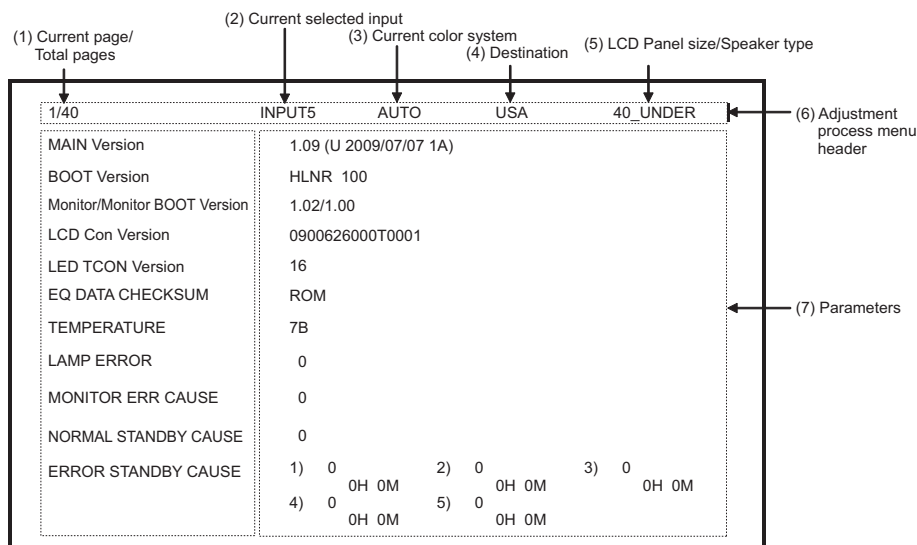 (2) Current selected input
(1) Current page/
Total pages
(3) Current color system
(4) Destination
(5) LCD Panel size/Speaker type
1/40 INPUT5 AUTO USA 40_UNDER
(6) Adjustment
process menu
header
MAIN Version 1.09 (U 2009/07/07 1A)
BOOT Version HLNR 100
Monitor/Monitor BOOT Version 1.02/1.00
LCD Con Version 0900626000T0001
LED TCON Version 16
EQ DATA CHECKSUM ROM
(7) Parameters
TEMPERATURE 7B
LAMP ERROR 0
MONITOR ERR CAUSE 0
NORMAL STANDBY CAUSE 0
ERROR STANDBY CAUSE 1) 0 2) 0 3) 0
0H 0M 0H 0M 0H 0M
4) 0 5) 0
0H 0M 0H 0M